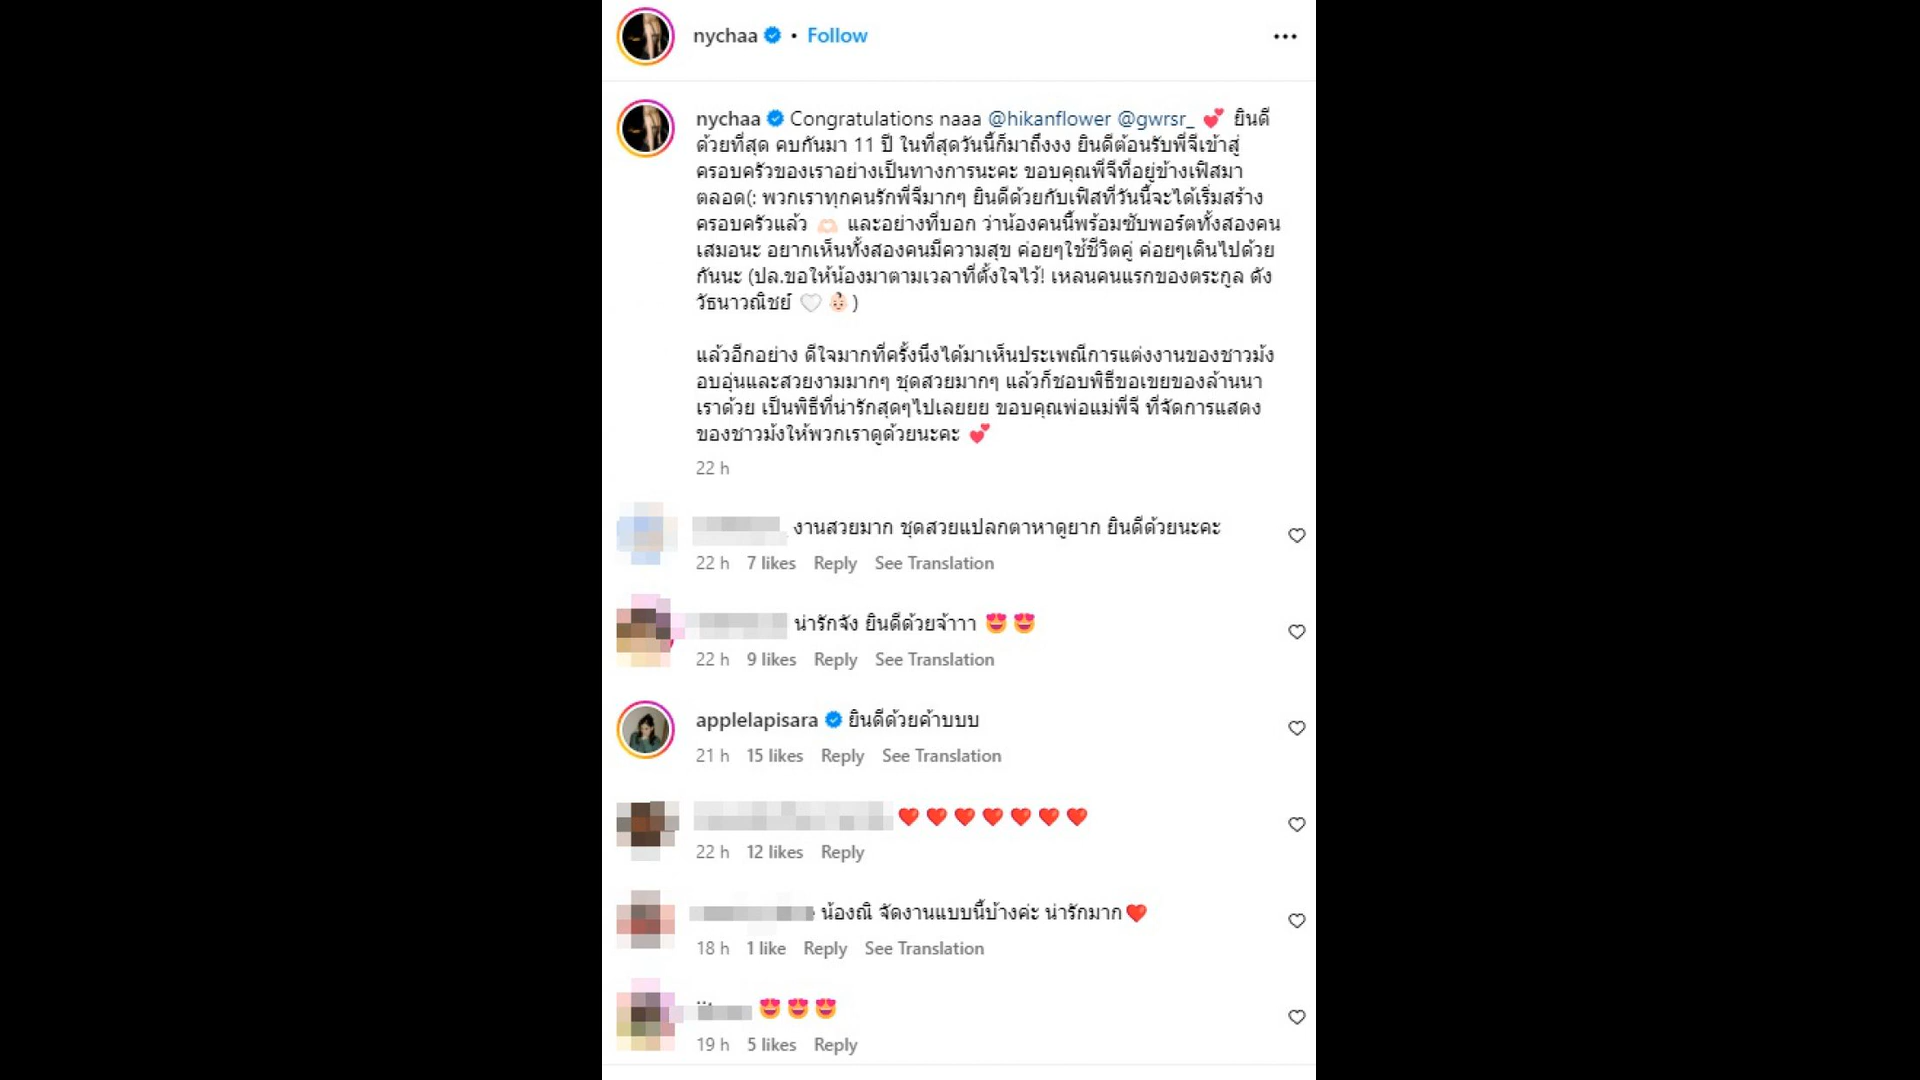 nychaa • Follow
nychaa Congratulations naaa @hikanflower @gwrsr_ 💕 ยินดี
ด้วยที่สุด คบกันมา 11 ปี ในที่สุดวันนี้ก็มาถึงงง ยินดีต้อนรับพี่จีเข้าสู่
ครอบครัวของเราอย่างเป็นทางการนะคะ ขอบคุณพี่จีที่อยู่ข้างเฟิสมา
ตลอด(: พวกเราทุกคนรักพี่จีมากๆ ยินดีด้วยกับเฟิสที่วันนี้จะได้เริ่มสร้าง
ครอบครัวแล้ว 🫶🏻 และอย่างที่บอก ว่าน้องคนนี้พร้อมซับพอร์ตทั้งสองคน
เสมอนะ อยากเห็นทั้งสองคนมีความสุข ค่อยๆใช้ชีวิตคู่ ค่อยๆเดินไปด้วย
กันนะ (ปล.ขอให้น้องมาตามเวลาที่ตั้งใจไว้! เหลนคนแรกของตระกูล ดัง
วัธนาวณิชย์ 🤍 👶🏻 )
แล้วอีกอย่าง ดีใจมากที่ครั้งนึงได้มาเห็นประเพณีการแต่งงานของชาวม้ง
อบอุ่นและสวยงามมากๆ ชุดสวยมากๆ แล้วก็ชอบพิธีขอเขยของล้านนา
เราด้วย เป็นพิธีที่น่ารักสุดๆไปเลยยย ขอบคุณพ่อแม่พี่จี ที่จัดการแสดง
ของชาวม้งให้พวกเราดูด้วยนะคะ 💕
22 h
งานสวยมาก ชุดสวยแปลกตาหาดูยาก ยินดีด้วยนะคะ
22 h 7 likes Reply See Translation
น่ารักจัง ยินดีด้วยจ้าาา 😍 😍
22 h 9 likes Reply See Translation
applelapisara ยินดีด้วยค้าบบบ
21 h 15 likes Reply See Translation
❤️ ❤️ ❤️ ❤️ ❤️ ❤️ ❤️
22 h 12 likes Reply
น้องณิ จัดงานแบบนี้บ้างค่ะ น่ารักมาก❤️
18 h 1 like Reply See Translation
😍 😍 😍
19 h 5 likes Reply